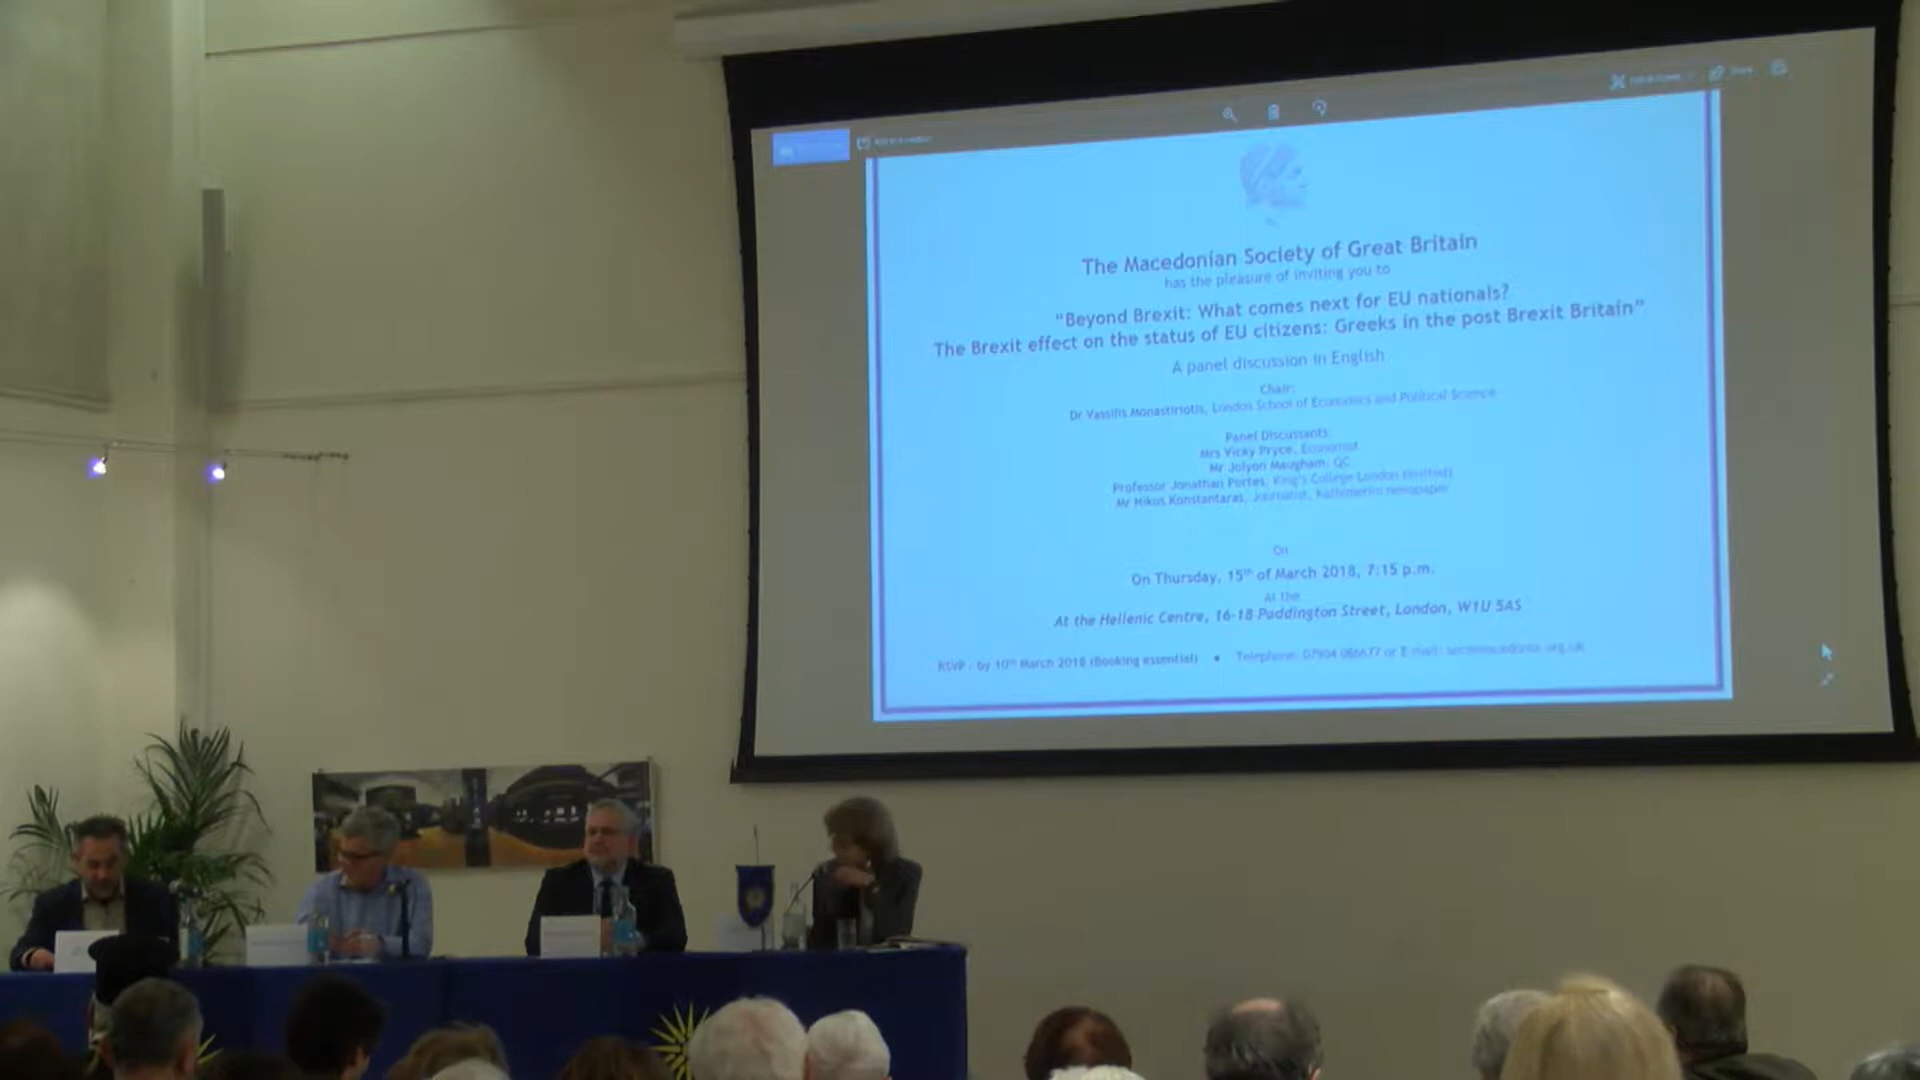 The Macedonian Society of Great Britain
has the pleasure of inviting you to
"Beyond Brexit: What comes next for EU nationals?
The Brexit effect on the status of EU citizens: Greeks in the post Brexit Britain"
A panel discussion in English
Chair:
Dr Vassilis Monastiriotis, London School of Economics and Political Science
Panel Discussants:
Mrs Vicky Pryce, Economist
Mr Jolyon Maugham, QC
Professor Jonathan Portes, King's College London
Mr Nikos Konstantaras, Journalist, Kathimerini newspaper
On
On Thursday, 15th of March 2018, 7:15 p.m.
At the
At the Hellenic Centre, 16-18 Paddington Street, London, W1U 5AS
RSVP : by 10th March 2018 (Booking essential) • Telephone: or E-mail: